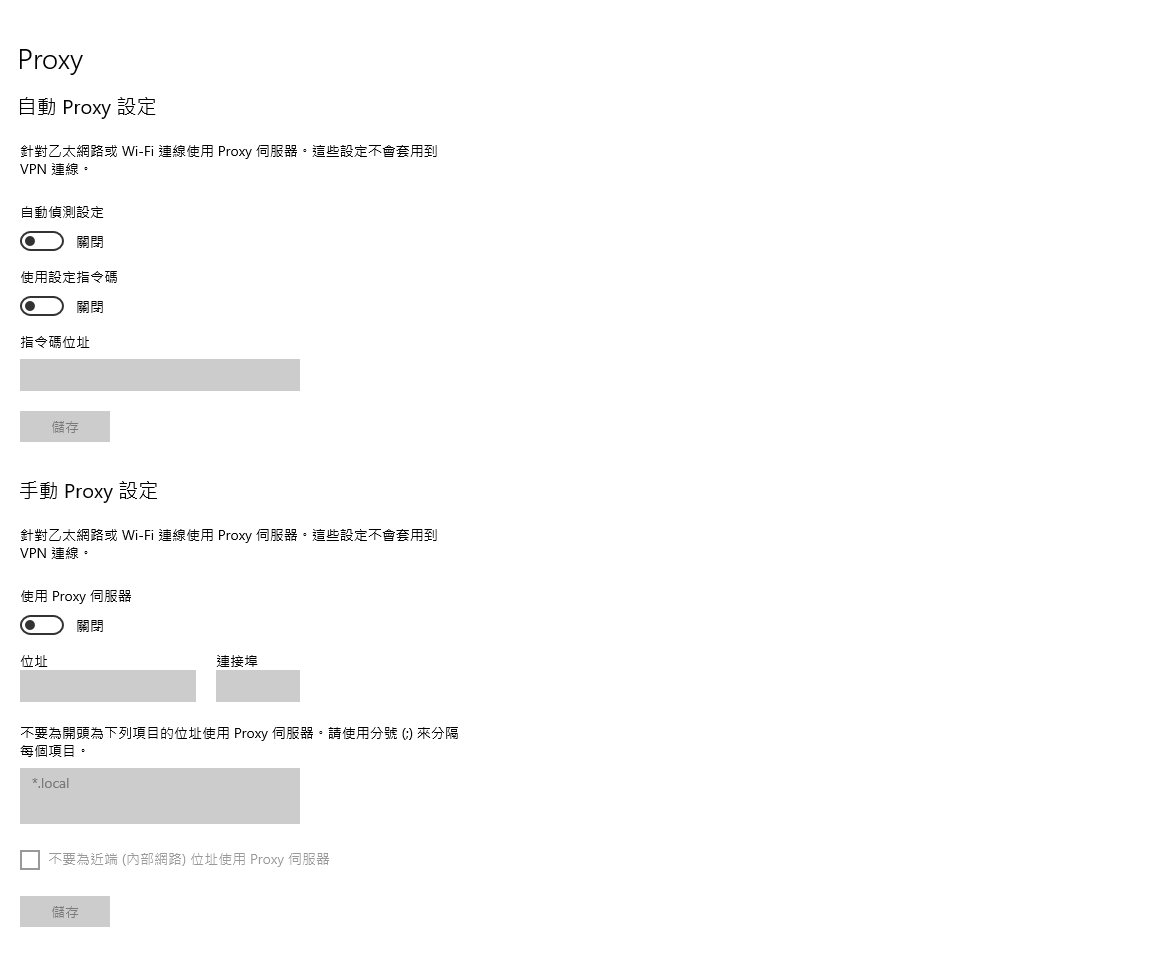 Proxy
自動 Proxy 設定
針對乙太網路或 Wi-Fi 連線使用 Proxy 伺服器。這些設定不會套用到
VPN 連線。
自動偵測設定
關閉
使用設定指令碼
關閉
指令碼位址
儲存
手動 Proxy 設定
針對乙太網路或 Wi-Fi 連線使用 Proxy 伺服器。這些設定不會套用到
VPN 連線。
使用 Proxy 伺服器
關閉
位址 連接埠
不要為開頭為下列項目的位址使用 Proxy 伺服器。請使用分號 (;) 來分隔
每個項目。
*.local
不要為近端 (內部網路) 位址使用 Proxy 伺服器
儲存